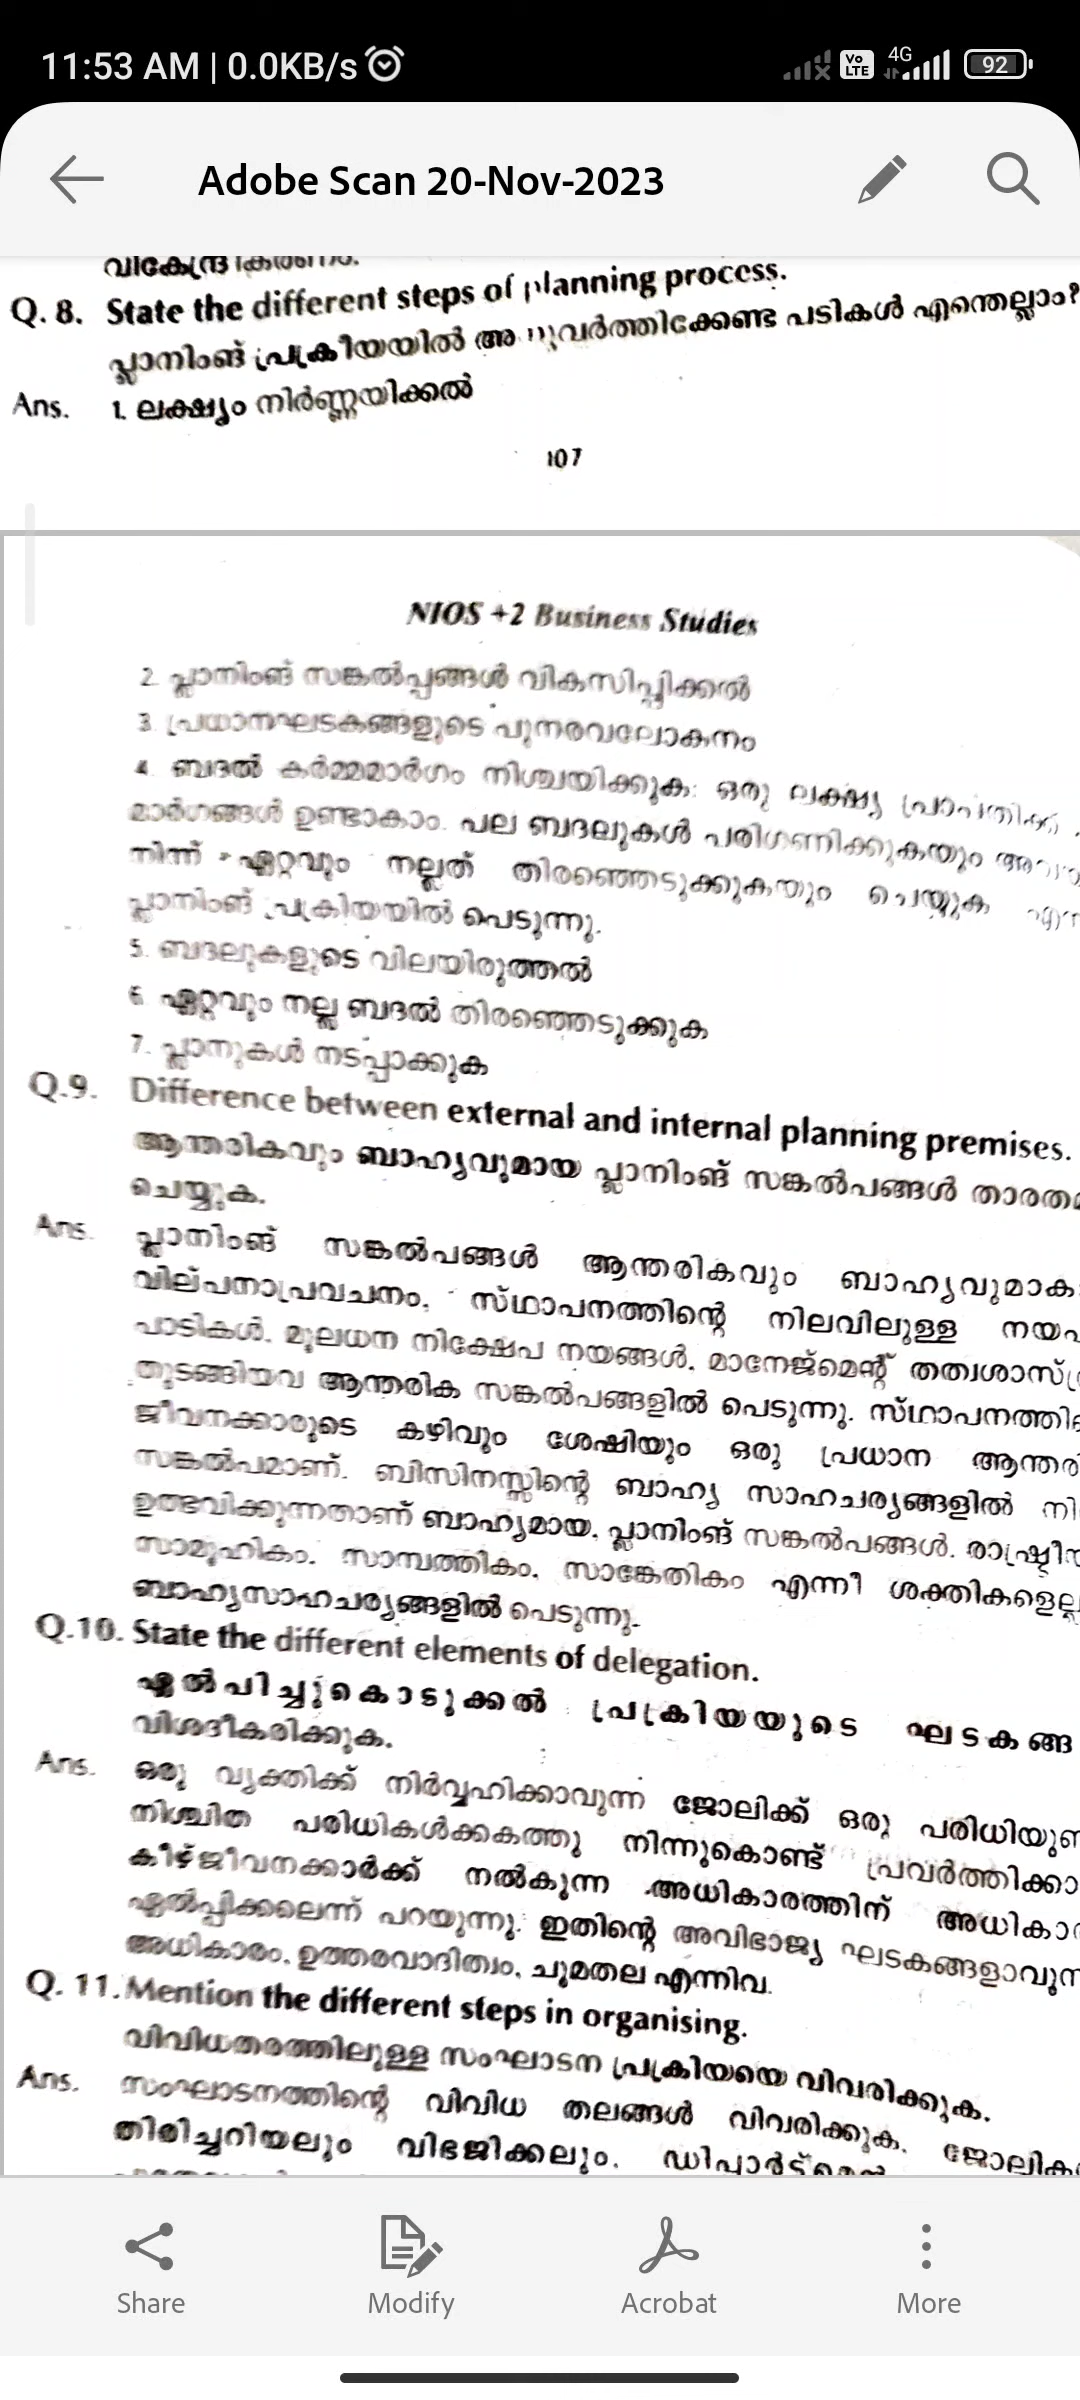 11:53 AM | 0.0KB/s
Vo LTE 4G 92
Adobe Scan 20-Nov-2023
Q. 8. State the different steps of planning process.
പ്ലാനിംങ് പ്രക്രീയയിൽ അനുവർത്തിക്കേണ്ട പടികൾ എന്തെല്ലാം?
Ans. 1. ലക്ഷ്യം നിർണ്ണയിക്കൽ
107
NIOS +2 Business Studies
2. പ്ലാനിംങ് സങ്കൽപ്പങ്ങൾ വികസിപ്പിക്കൽ
3. പ്രധാനഘടകങ്ങളുടെ പുനരവലോകനം
4. ബദൽ കർമ്മമാർഗം നിശ്ചയിക്കുക: ഒരു ലക്ഷ്യ
മാർഗങ്ങൾ ഉണ്ടാകാം. പല ബദലുകൾ പരിഗണിക്കുകയും
നിന്ന് ഏറ്റവും നല്ലത് തിരഞ്ഞെടുക്കുകയും ചെയ്യുക
പ്ലാനിംങ് പ്രക്രിയയിൽ പെടുന്നു.
5. ബദലുകളുടെ വിലയിരുത്തൽ
6 ഏറ്റവും നല്ല ബദൽ തിരഞ്ഞെടുക്കുക
7. പ്ലാനുകൾ നടപ്പാക്കുക
Q.9. Difference between external and internal planning premises.
ആന്തരികവും ബാഹ്യവുമായ പ്ലാനിംങ് സങ്കൽപങ്ങൾ
ചെയ്യുക.
Ans. പ്ലാനിംങ് സങ്കൽപങ്ങൾ ആന്തരികവും ബാഹ്യവുമാക
വില്പനാപ്രവചനം, സ്ഥാപനത്തിന്റെ നിലവിലുള്ള
പാടികൾ, മൂലധന നിക്ഷേപ നയങ്ങൾ, മാനേജ്മെന്റ്
തുടങ്ങിയവ ആന്തരിക സങ്കൽപങ്ങളിൽ പെടുന്നു.
ജീവനക്കാരുടെ കഴിവും ശേഷിയും ഒരു പ്രധാന
സങ്കൽപമാണ്. ബിസിനസ്സിന്റെ ബാഹ്യ സാഹചര്യങ്ങളിൽ
ഉത്ഭവിക്കുന്നതാണ് ബാഹ്യമായ. പ്ലാനിംങ് സങ്കൽപങ്ങൾ.
സാമൂഹികം, സാമ്പത്തികം, സാങ്കേതികം എന്നീ
ബാഹ്യസാഹചര്യങ്ങളിൽ പെടുന്നു.
Q.10. State the different elements of delegation.
ഏൽപിച്ചുകൊടുക്കൽ പ്രക്രിയയുടെ ഘടകങ്ങ
വിശദീകരിക്കുക.
Ans. ഒരു വ്യക്തിക്ക് നിർവ്വഹിക്കാവുന്ന ജോലിക്ക് ഒരു
നിശ്ചിത പരിധികൾക്കകത്തു നിന്നുകൊണ്ട് പ്രവർത്തിക്കാ
കീഴ്ജീവനക്കാർക്ക് നൽകുന്ന അധികാരത്തിന്
ഏൽപ്പിക്കലെന്ന് പറയുന്നു. ഇതിന്റെ അവിഭാജ്യ
അധികാരം, ഉത്തരവാദിത്വം, ചുമതല എന്നിവ.
Q. 11. Mention the different steps in organising.
വിവിധതരത്തിലുള്ള സംഘാടന പ്രക്രിയയെ വിവരിക്കുക.
Ans. സംഘാടനത്തിന്റെ വിവിധ തലങ്ങൾ വിവരിക്കുക.
തിരിച്ചറിയലും വിഭജിക്കലും.
Share Modify Acrobat More